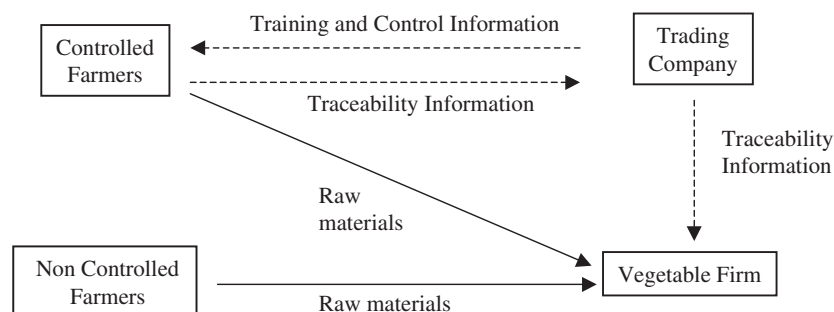 Training and Control Information
Controlled
Farmers
Trading
Company
Traceability Information
Traceability
Information
Raw
materials
Non Controlled
Farmers
Vegetable Firm
Raw materials